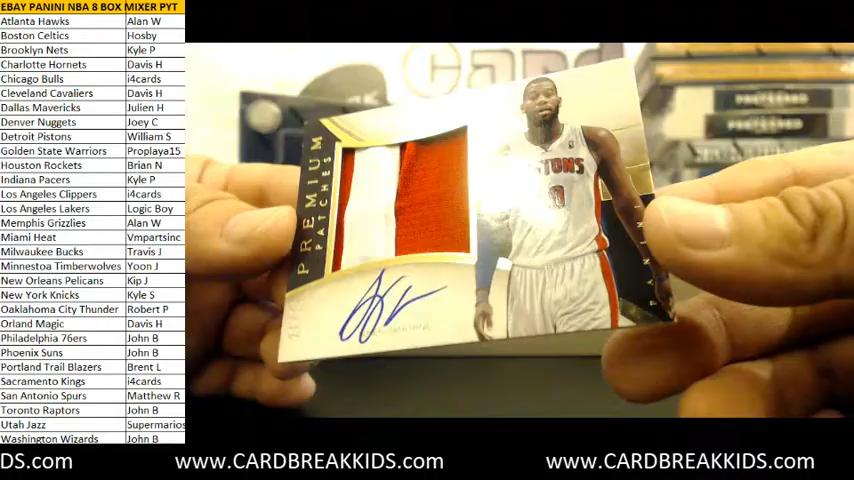 EBAY PANINI NBA 8 BOX MIXER PYT
Atlanta Hawks Alan W
Boston Celtics Hosby
Brooklyn Nets Kyle P
Charlotte Hornets Davis H
Chicago Bulls i4cards
Cleveland Cavaliers Davis H
Dallas Mavericks Julien H
Denver Nuggets Joey C
Detroit Pistons William S
Golden State Warriors Proplaya15
Houston Rockets Brian N
Indiana Pacers Kyle P
Los Angeles Clippers i4cards
Los Angeles Lakers Logic Boy
Memphis Grizzlies Alan W
Miami Heat Vmpartsinc
Milwaukee Bucks Travis J
Minnestoa Timberwolves Yoon J
New Orleans Pelicans Kip J
New York Knicks Kyle S
Oaklahoma City Thunder Robert P
Orland Magic Davis H
Philadelphia 76ers John B
Phoenix Suns John B
Portland Trail Blazers Brent L
Sacramento Kings i4cards
San Antonio Spurs Matthew R
Toronto Raptors John B
Utah Jazz Supermarios
Washington Wizards John B
PREMIUM
PATCHES
PANINI
DS.com www.CARDBREAKKIDS.com www.CARDBREAKKIDS.com